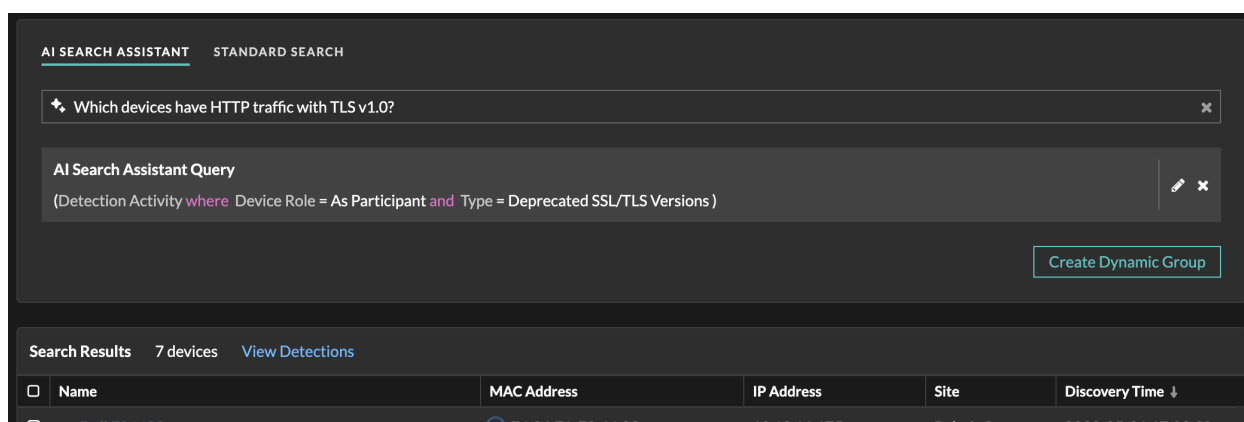 AI SEARCH ASSISTANT STANDARD SEARCH
Which devices have HTTP traffic with TLS v1.0?
AI Search Assistant Query
(Detection Activity where Device Role = As Participant and Type = Deprecated SSL/TLS Versions )
Create Dynamic Group
Search Results 7 devices View Detections
Name MAC Address IP Address Site Discovery Time ↓